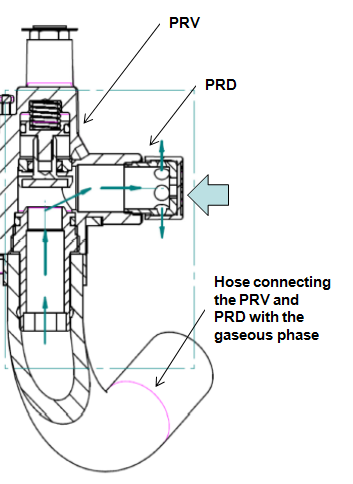 PRV
PRD
Hose connecting
the PRV and
PRD with the
gaseous phase